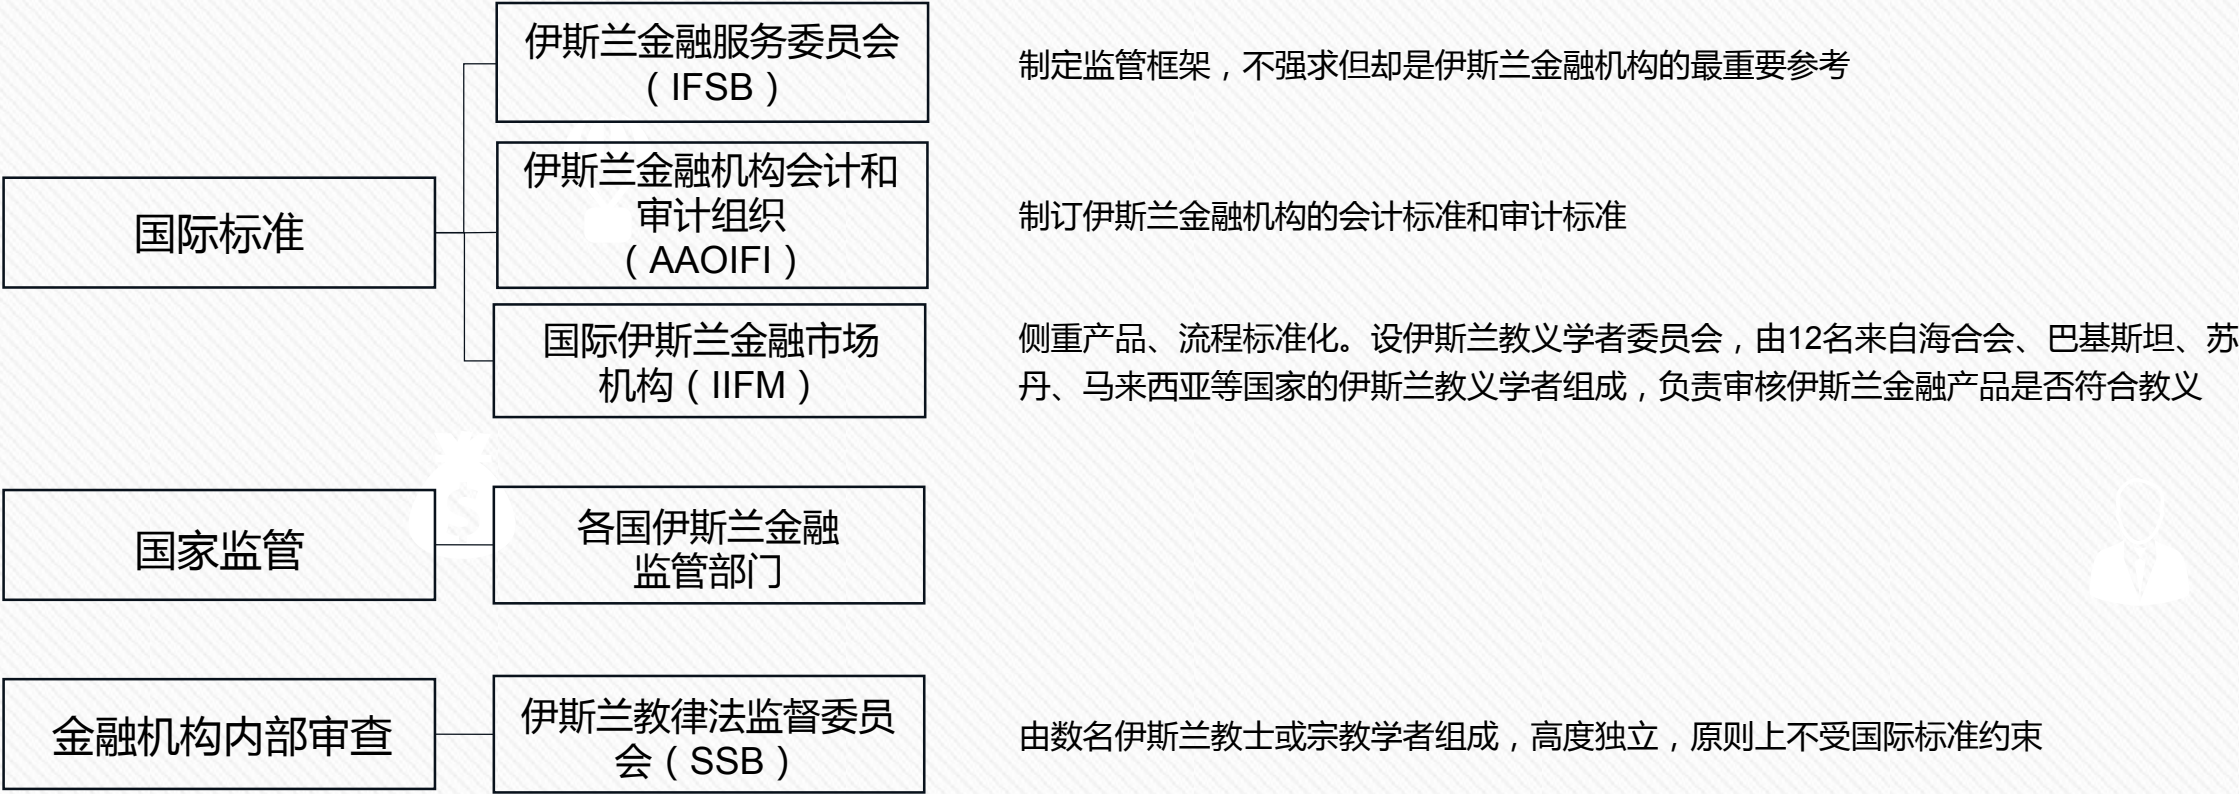 国际标准
伊斯兰金融服务委员会
（IFSB）
制定监管框架，不强求但却是伊斯兰金融机构的最重要参考
伊斯兰金融机构会计和
审计组织
（AAOIFI）
制订伊斯兰金融机构的会计标准和审计标准
国际伊斯兰金融市场
机构（IIFM）
侧重产品、流程标准化。设伊斯兰教义学者委员会，由12名来自海合会、巴基斯坦、苏
丹、马来西亚等国家的伊斯兰教义学者组成，负责审核伊斯兰金融产品是否符合教义
国家监管
各国伊斯兰金融
监管部门
金融机构内部审查
伊斯兰教律法监督委员
会（SSB）
由数名伊斯兰教士或宗教学者组成，高度独立，原则上不受国际标准约束